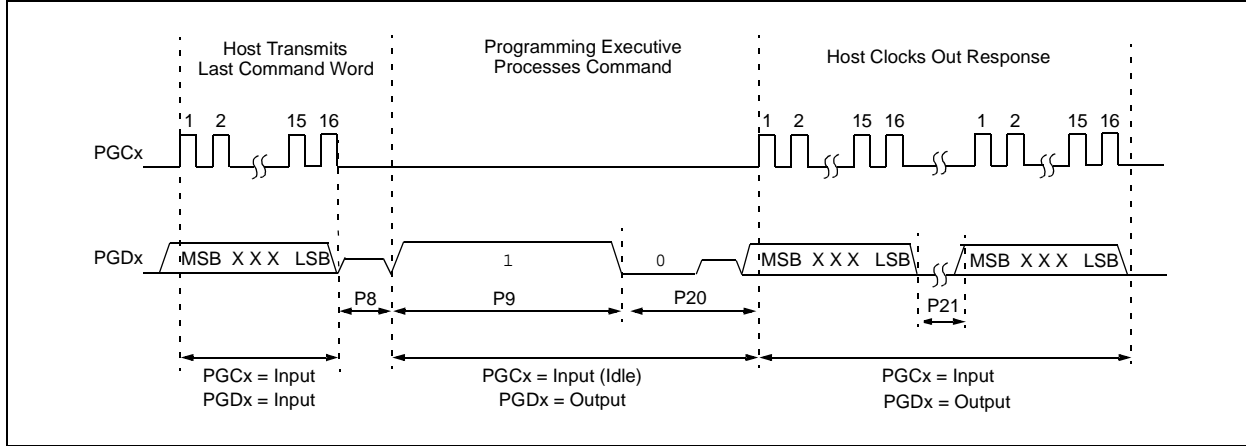 Host Transmits
Last Command Word
Programming Executive
Processes Command
Host Clocks Out Response
1 2 15 16
1 2 15 16
1 2 15 16
PGCx
PGDx
MSB X X X LSB
1
0
MSB X X X LSB
MSB X X X LSB
P8
P9
P20
P21
PGCx = Input
PGDx = Input
PGCx = Input (Idle)
PGDx = Output
PGCx = Input
PGDx = Output